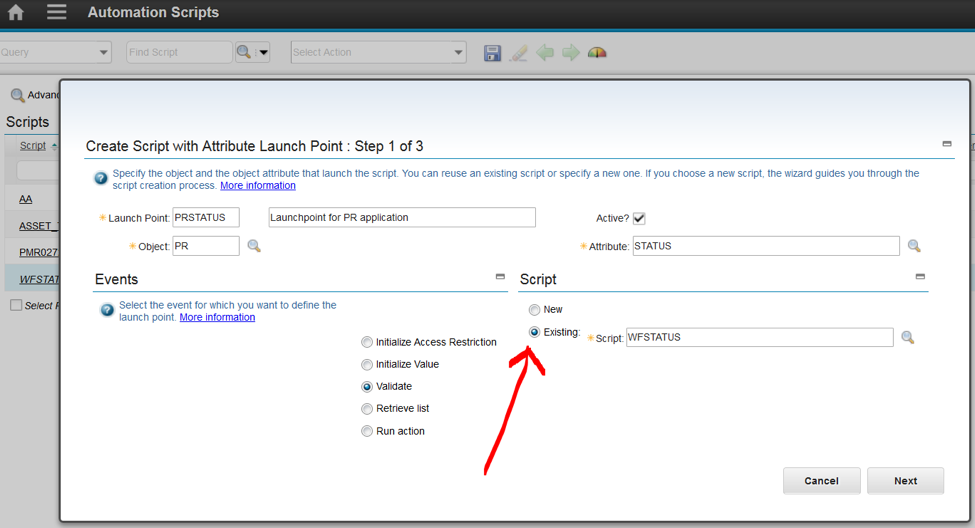 Automation Scripts
Query
Find Script
Select Action
Advanc
Scripts
Script
AA
ASSET_
PMR027
WFSTAT
Select
Create Script with Attribute Launch Point : Step 1 of 3
Specify the object and the object attribute that launch the script. You can reuse an existing script or specify a new one. If you choose a new script, the wizard guides you through the
script creation process. More information
Launch Point: PRSTATUS Launchpoint for PR application Active?
Object: PR Attribute: STATUS
Events
Select the event for which you want to define the
launch point. More information
Initialize Access Restriction
Initialize Value
Validate
Retrieve list
Run action
Script
New
Existing: Script: WFSTATUS
Cancel Next